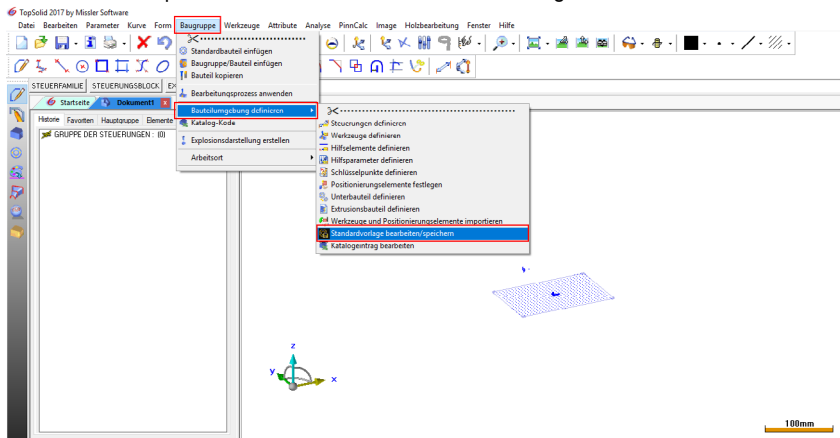 TopSolid 2017 by Missler Software
Datei Bearbeiten Parameter Kurve Form Baugruppe Werkzeuge Attribute Analyse PinnCalc Image Holzbearbeitung Fenster Hilfe
Standardbauteil einfügen
Baugruppe/Bauteil einfügen
Bauteil kopieren
Bearbeitungsprozess anwenden
Bauteilumgebung definieren
Katalog-Kode
Explosionsdarstellung erstellen
Arbeitsort
STEUERFAMILIE STEUERUNGSBLOCK
Startseite Dokument1
Historie Favoriten Hauptgruppe Elemente
GRUPPE DER STEUERUNGEN : (0)
Steuerungen definieren
Werkzeuge definieren
Hilfselemente definieren
Hilfsparameter definieren
Schlüsselpunkte definieren
Positionierungselemente festlegen
Unterbauteil definieren
Extrusionsbauteil definieren
Werkzeuge und Positionierungselemente importieren
Standardvorlage bearbeiten/speichern
Katalogeintrag bearbeiten
z
y
x
100mm